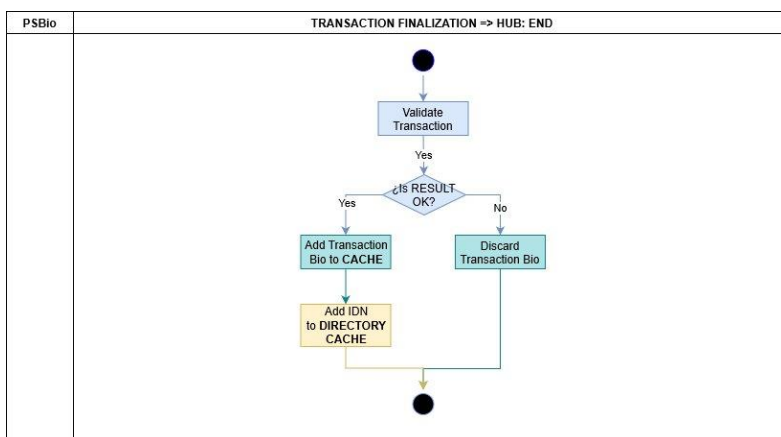 PSBio
TRANSACTION FINALIZATION => HUB: END
Validate
Transaction
Yes
¿Is RESULT
OK?
Yes
No
Add Transaction
Bio to CACHE
Discard
Transaction Bio
Add IDN
to DIRECTORY
CACHE